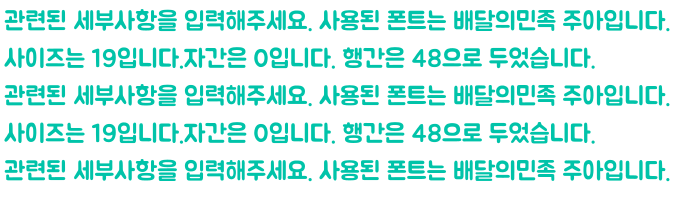 관련된 세부사항을 입력해주세요. 사용된 폰트는 배달의민족 주아입니다.
사이즈는 19입니다.자간은 0입니다. 행간은 48으로 두었습니다.
관련된 세부사항을 입력해주세요. 사용된 폰트는 배달의민족 주아입니다.
사이즈는 19입니다.자간은 0입니다. 행간은 48으로 두었습니다.
관련된 세부사항을 입력해주세요. 사용된 폰트는 배달의민족 주아입니다.